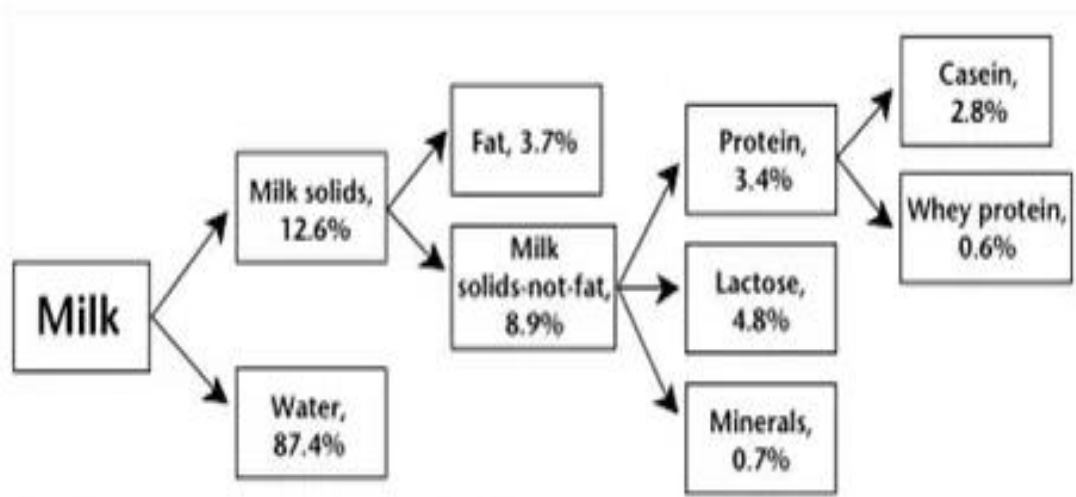 Milk
Milk solids,
12.6%
Water,
87.4%
Fat, 3.7%
Milk
solids-not-fat,
8.9%
Protein,
3.4%
Lactose,
4.8%
Minerals,
0.7%
Casein,
2.8%
Whey protein,
0.6%